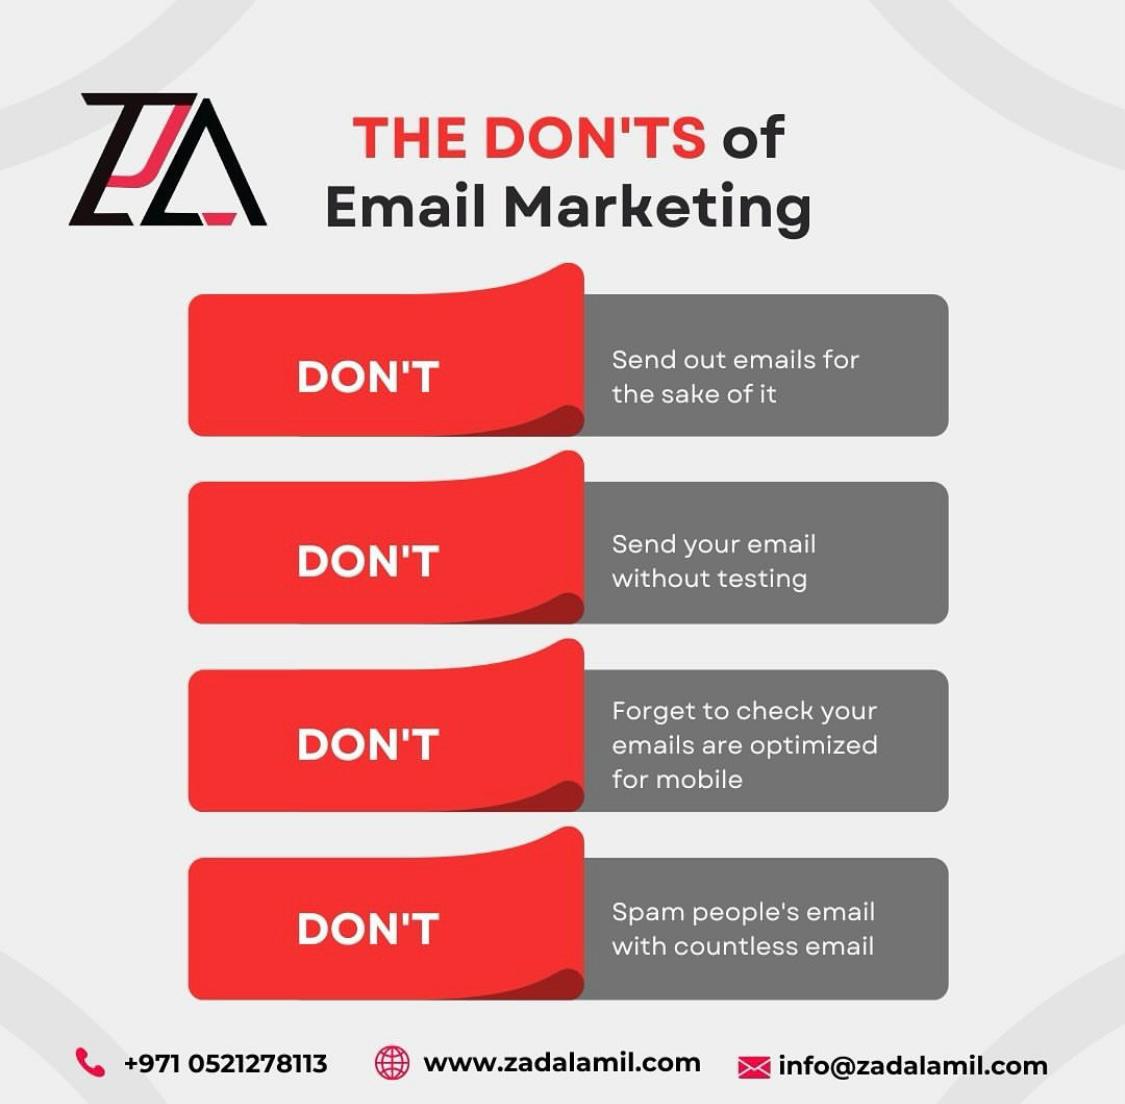 ZA
THE DON'TS of
Email Marketing
DON'T
Send out emails for
the sake of it
DON'T
Send your email
without testing
DON'T
Forget to check your
emails are optimized
for mobile
DON'T
Spam people's email
with countless email
+971 0521278113
www.zadalamil.com
info@zadalamil.com